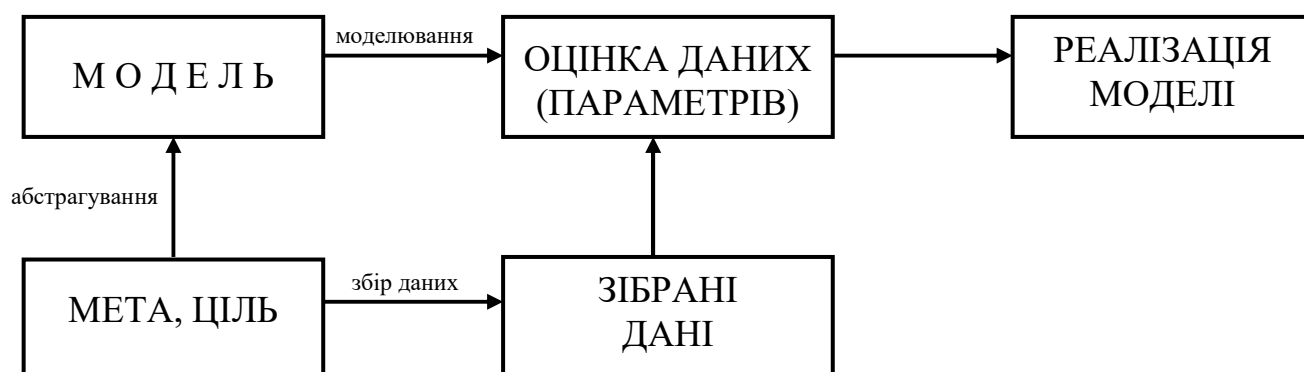 М О Д Е Л Ь
моделювання
ОЦІНКА ДАНИХ
(ПАРАМЕТРІВ)
РЕАЛІЗАЦІЯ
МОДЕЛІ
абстрагування
МЕТА, ЦІЛЬ
збір даних
ЗІБРАНІ
ДАНІ